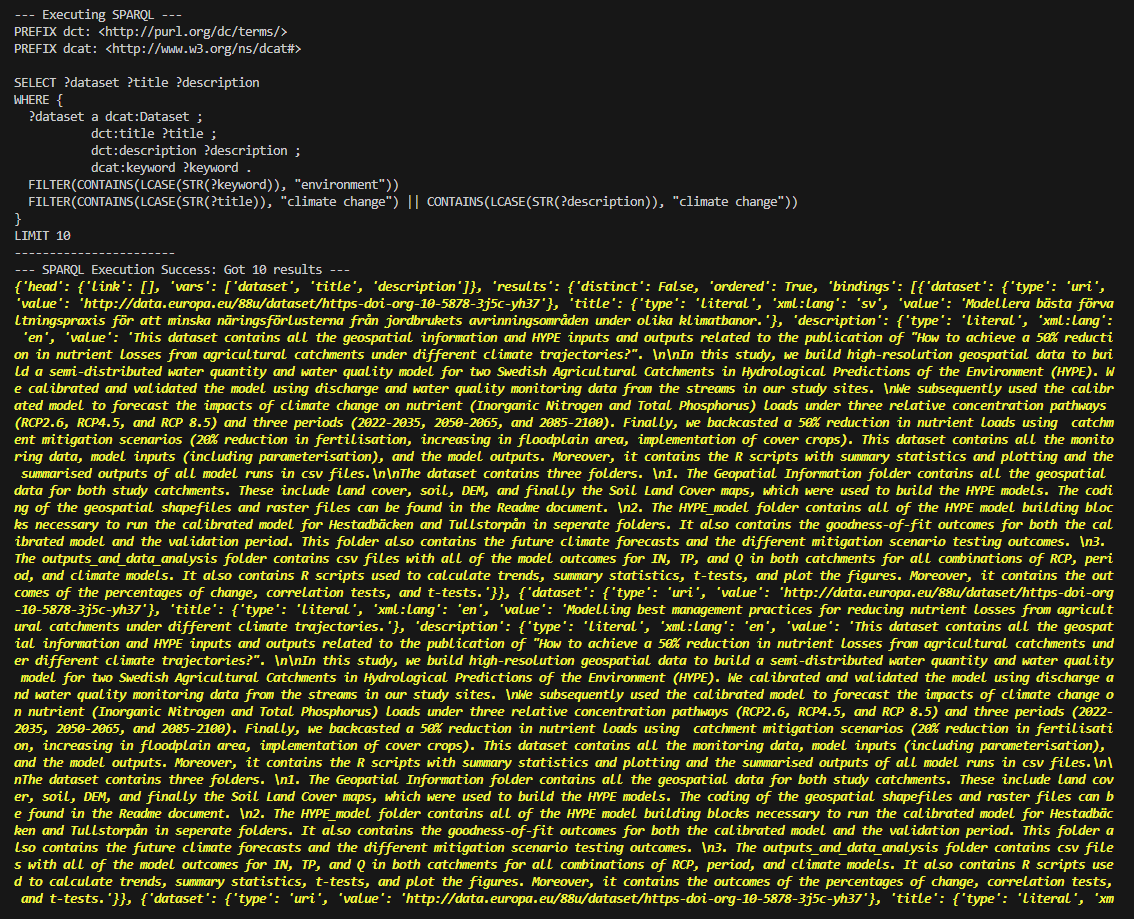 --- Executing SPARQL ---
PREFIX dct: <http://purl.org/dc/terms/>
PREFIX dcat: <http://www.w3.org/ns/dcat#>

SELECT ?dataset ?title ?description
WHERE {
  ?dataset a dcat:Dataset ;
           dct:title ?title ;
           dct:description ?description ;
           dcat:keyword ?keyword .
  FILTER(CONTAINS(LCASE(STR(?keyword)), "environment"))
  FILTER(CONTAINS(LCASE(STR(?title)), "climate change") || CONTAINS(LCASE(STR(?description)), "climate change"))
}
LIMIT 10
-----------------------
--- SPARQL Execution Success: Got 10 results ---
{'head': {'link': [], 'vars': ['dataset', 'title', 'description']}, 'results': {'distinct': False, 'ordered': True, 'bindings': [{'dataset': {'type': 'uri',
'value': 'http://data.europa.eu/88u/dataset/https-doi-org-10-5878-3j5c-yh37'}, 'title': {'type': 'literal', 'xml:lang': 'sv', 'value': 'Modellera bästa förva
ltningspraxis för att minska näringsförlusterna från jordbrukets avrinningsområden under olika klimatbanor.'}, 'description': {'type': 'literal', 'xml:lang':
 'en', 'value': 'This dataset contains all the geospatial information and HYPE inputs and outputs related to the publication of "How to achieve a 50% reducti
on in nutrient losses from agricultural catchments under different climate trajectories?". \n\nIn this study, we build high-resolution geospatial data to bui
ld a semi-distributed water quantity and water quality model for two Swedish Agricultural Catchments in Hydrological Predictions of the Environment (HYPE). W
e calibrated and validated the model using discharge and water quality monitoring data from the streams in our study sites. \nWe subsequently used the calibr
ated model to forecast the impacts of climate change on nutrient (Inorganic Nitrogen and Total Phosphorus) loads under three relative concentration pathways
(RCP2.6, RCP4.5, and RCP 8.5) and three periods (2022-2035, 2050-2065, and 2085-2100). Finally, we backcasted a 50% reduction in nutrient loads using  catchm
ent mitigation scenarios (20% reduction in fertilisation, increasing in floodplain area, implementation of cover crops). This dataset contains all the monito
ring data, model inputs (including parameterisation), and the model outputs. Moreover, it contains the R scripts with summary statistics and plotting and the
 summarised outputs of all model runs in csv files.\n\nThe dataset contains three folders. \n1. The Geopotial Information folder contains all the geospatial
data for both study catchments. These include land cover, soil, DEM, and finally the Soil Land Cover maps, which were used to build the HYPE models. The codi
ng of the geospatial shapefiles and raster files can be found in the Readme document. \n2. The HYPE_model folder contains all of the HYPE model building bloc
ks necessary to run the calibrated model for Hestadbäcken and Tullstorpån in seperate folders. It also contains the goodness-of-fit outcomes for both the cal
ibrated model and the validation period. This folder also contains the future climate forecasts and the different mitigation scenario testing outcomes. \n3.
The outputs_and_data_analysis folder contains csv files with all of the model outcomes for IN, TP, and Q in both catchments for all combinations of RCP, peri
od, and climate models. It also contains R scripts used to calculate trends, summary statistics, t-tests, and plot the figures. Moreover, it contains the out
comes of the percentages of change, correlation tests, and t-tests.'}}, {'dataset': {'type': 'uri', 'value': 'http://data.europa.eu/88u/dataset/https-doi-org
-10-5878-3j5c-yh37'}, 'title': {'type': 'literal', 'xml:lang': 'en', 'value': 'Modelling best management practices for reducing nutrient losses from agricult
ural catchments under different climate trajectories.'}, 'description': {'type': 'literal', 'xml:lang': 'en', 'value': 'This dataset contains all the geospat
ial information and HYPE inputs and outputs related to the publication of "How to achieve a 50% reduction in nutrient losses from agricultural catchments und
er different climate trajectories?". \n\nIn this study, we build high-resolution geospatial data to build a semi-distributed water quantity and water quality
 model for two Swedish Agricultural Catchments in Hydrological Predictions of the Environment (HYPE). We calibrated and validated the model using discharge a
nd water quality monitoring data from the streams in our study sites. \nWe subsequently used the calibrated model to forecast the impacts of climate change o
n nutrient (Inorganic Nitrogen and Total Phosphorus) loads under three relative concentration pathways (RCP2.6, RCP4.5, and RCP 8.5) and three periods (2022-
2035, 2050-2065, and 2085-2100). Finally, we backcasted a 50% reduction in nutrient loads using  catchment mitigation scenarios (20% reduction in fertilisati
on, increasing in floodplain area, implementation of cover crops). This dataset contains all the monitoring data, model inputs (including parameterisation),
and the model outputs. Moreover, it contains the R scripts with summary statistics and plotting and the summarised outputs of all model runs in csv files.\n\
nThe dataset contains three folders. \n1. The Geopatial Information folder contains all the geospatial data for both study catchments. These include land cov
er, soil, DEM, and finally the Soil Land Cover maps, which were used to build the HYPE models. The coding of the geospatial shapefiles and raster files can b
e found in the Readme document. \n2. The HYPE_model folder contains all of the HYPE model building blocks necessary to run the calibrated model for Hestadbäc
ken and Tullstorpån in seperate folders. It also contains the goodness-of-fit outcomes for both the calibrated model and the validation period. This folder a
lso contains the future climate forecasts and the different mitigation scenario testing outcomes. \n3. The outputs_and_data_analysis folder contains csv file
s with all of the model outcomes for IN, TP, and Q in both catchments for all combinations of RCP, period, and climate models. It also contains R scripts use
d to calculate trends, summary statistics, t-tests, and plot the figures. Moreover, it contains the outcomes of the percentages of change, correlation tests,
 and t-tests.'}}, {'dataset': {'type': 'uri', 'value': 'http://data.europa.eu/88u/dataset/https-doi-org-10-5878-3j5c-yh37'}, 'title': {'type': 'literal', 'xm